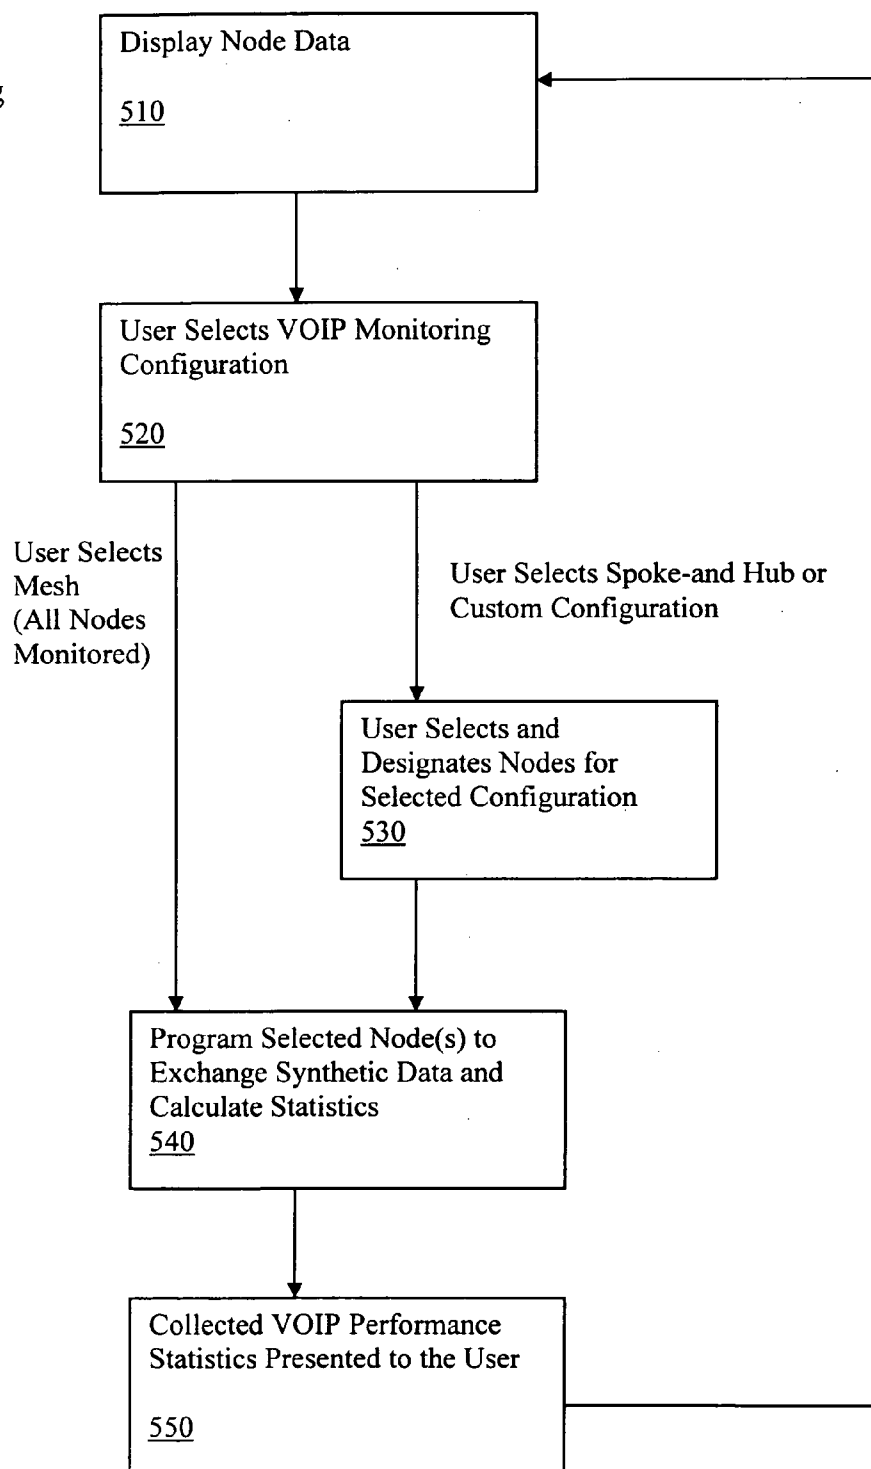 Display Node Data
510
User Selects VOIP Monitoring
Configuration
520
User Selects
Mesh
(All Nodes
Monitored)
User Selects Spoke-and Hub or
Custom Configuration
User Selects and
Designates Nodes for
Selected Configuration
530
Program Selected Node(s) to
Exchange Synthetic Data and
Calculate Statistics
540
Collected VOIP Performance
Statistics Presented to the User
550